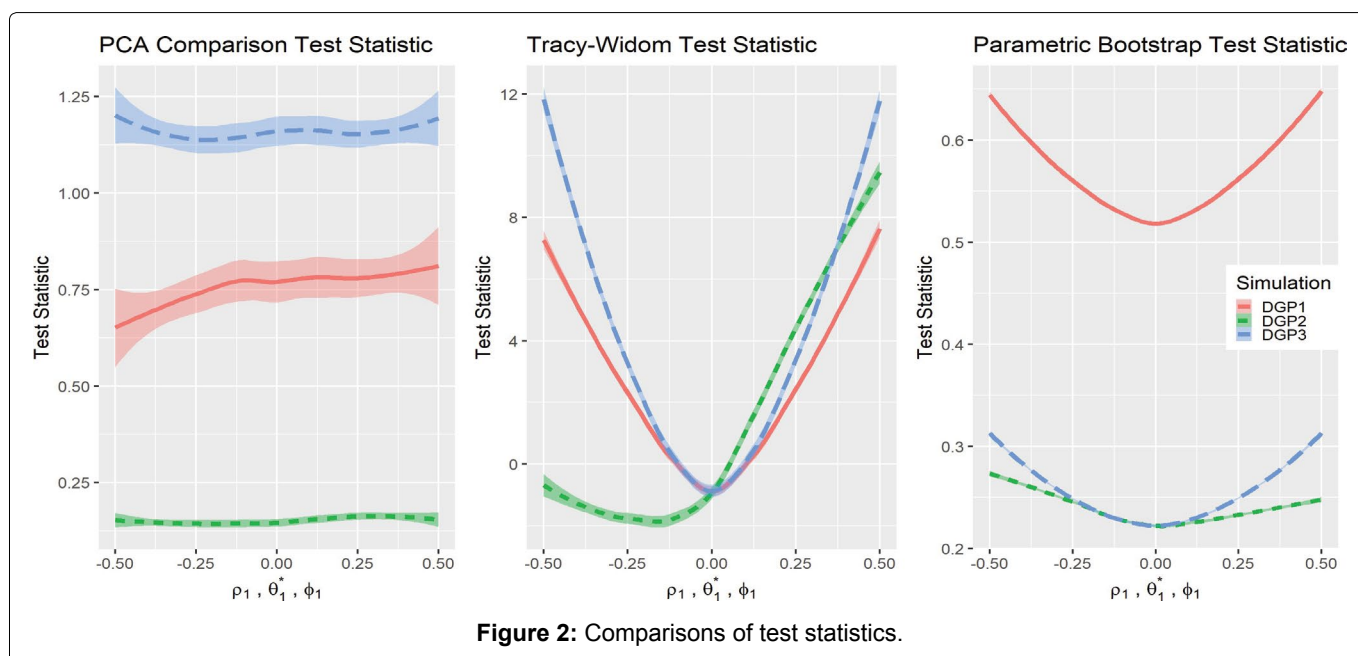 PCA Comparison Test Statistic
Test Statistic
1.25
1.00
0.75
0.50
0.25
-0.50 -0.25 0.00 0.25 0.50
ρ₁ , θ₁* , ϕ₁
Tracy-Widom Test Statistic
Test Statistic
12
8
4
0
-0.50 -0.25 0.00 0.25 0.50
ρ₁ , θ₁* , ϕ₁
Parametric Bootstrap Test Statistic
Test Statistic
0.6
0.5
0.4
0.3
0.2
-0.50 -0.25 0.00 0.25 0.50
ρ₁ , θ₁* , ϕ₁
Simulation
DGP1
DGP2
DGP3
Figure 2: Comparisons of test statistics.